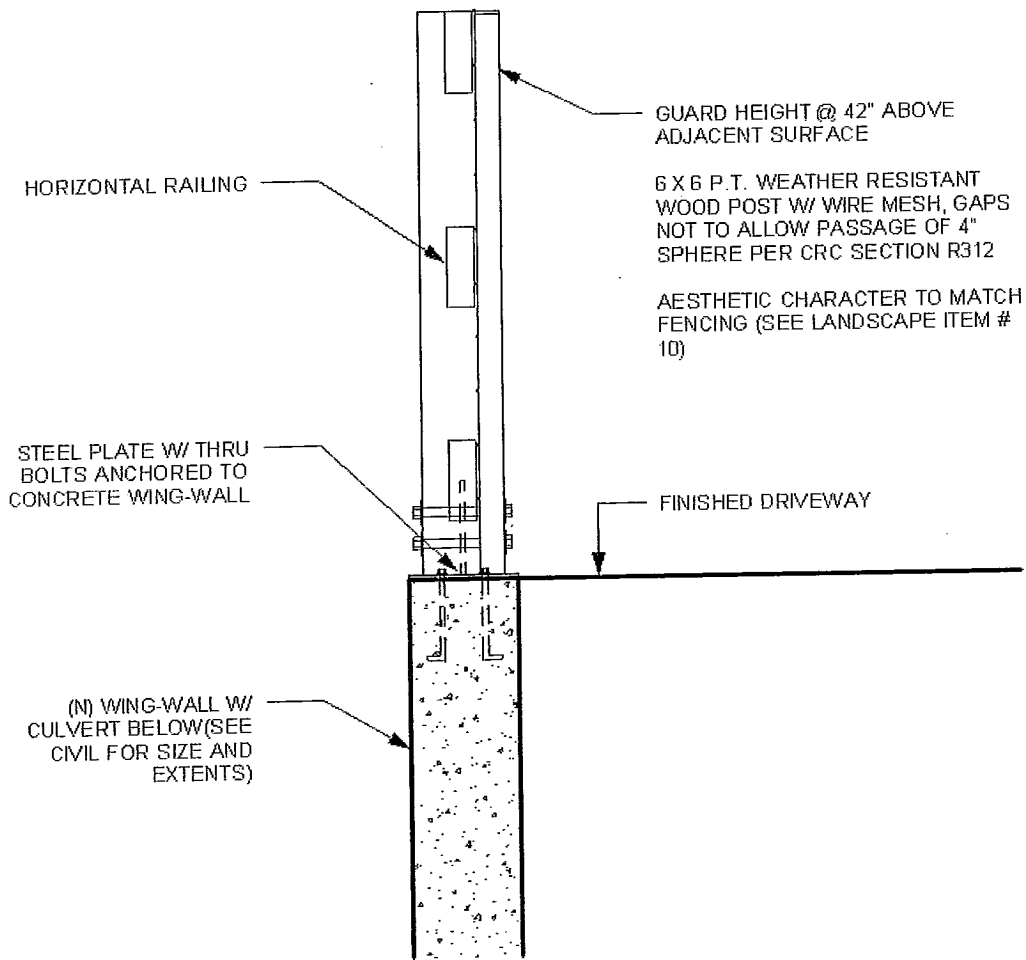 GUARD HEIGHT @ 42" ABOVE
ADJACENT SURFACE
6 X 6 P.T. WEATHER RESISTANT
WOOD POST W/ WIRE MESH, GAPS
NOT TO ALLOW PASSAGE OF 4"
SPHERE PER CRC SECTION R312
AESTHETIC CHARACTER TO MATCH
FENCING (SEE LANDSCAPE ITEM #
10)
HORIZONTAL RAILING
STEEL PLATE W/ THRU
BOLTS ANCHORED TO
CONCRETE WING-WALL
FINISHED DRIVEWAY
(N) WING-WALL W/
CULVERT BELOW(SEE
CIVIL FOR SIZE AND
EXTENTS)